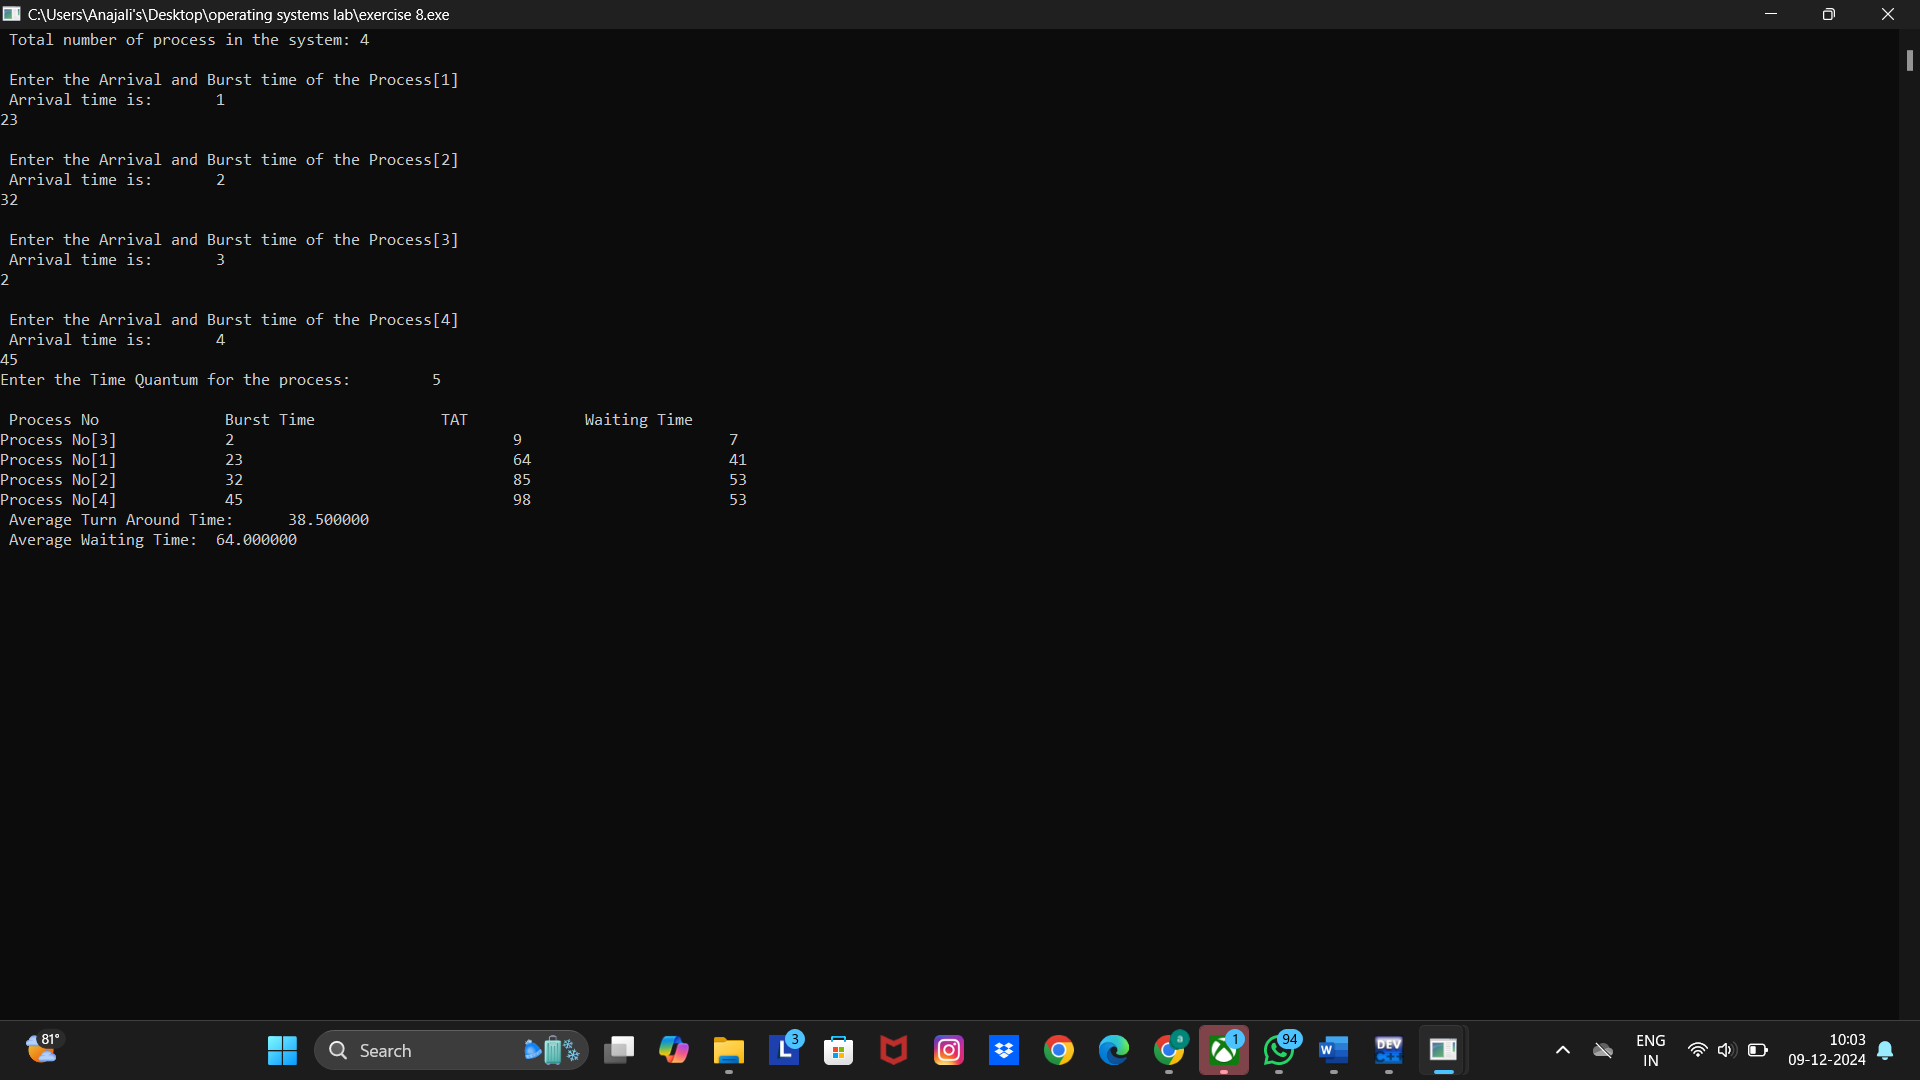 C:\Users\Anajali's\Desktop\operating systems lab\exercise 8.exe
Total number of process in the system: 4
Enter the Arrival and Burst time of the Process[1]
Arrival time is: 1
23
Enter the Arrival and Burst time of the Process[2]
Arrival time is: 2
32
Enter the Arrival and Burst time of the Process[3]
Arrival time is: 3
2
Enter the Arrival and Burst time of the Process[4]
Arrival time is: 4
45
Enter the Time Quantum for the process: 5
Process No Burst Time TAT Waiting Time
Process No[3] 2 9 7
Process No[1] 23 64 41
Process No[2] 32 85 53
Process No[4] 45 98 53
Average Turn Around Time: 38.500000
Average Waiting Time: 64.000000
81°
Search
3
L
a
1
94
W
DEV
C++
ENG
IN
10:03
09-12-2024